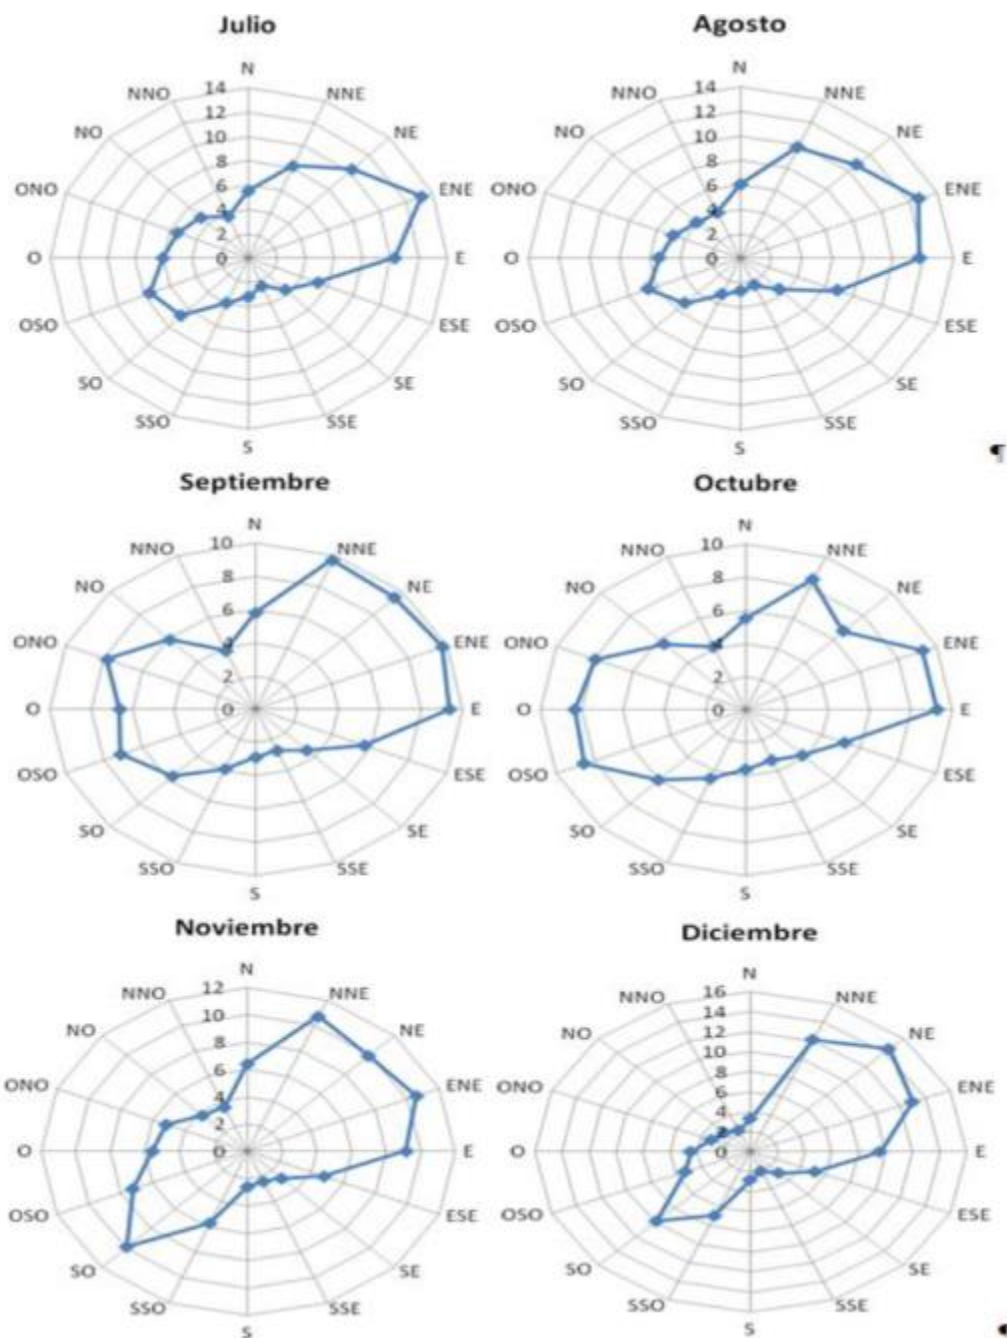 Julio
N
NNE
NE
ENE
E
ESE
SE
SSE
S
SSO
SO
OSO
O
ONO
NO
NNO
14
12
10
8
6
4
2
0
Agosto
N
NNE
NE
ENE
E
ESE
SE
SSE
S
SSO
SO
OSO
O
ONO
NO
NNO
14
12
10
8
6
4
2
0
¶
Septiembre
N
NNE
NE
ENE
E
ESE
SE
SSE
S
SSO
SO
OSO
O
ONO
NO
NNO
10
8
6
4
2
0
Octubre
N
NNE
NE
ENE
E
ESE
SE
SSE
S
SSO
SO
OSO
O
ONO
NO
NNO
10
8
6
4
2
0
Noviembre
N
NNE
NE
ENE
E
ESE
SE
SSE
S
SSO
SO
OSO
O
ONO
NO
NNO
12
10
8
6
4
2
0
Diciembre
N
NNE
NE
ENE
E
ESE
SE
SSE
S
SSO
SO
OSO
O
ONO
NO
NNO
16
14
12
10
8
6
4
2
0